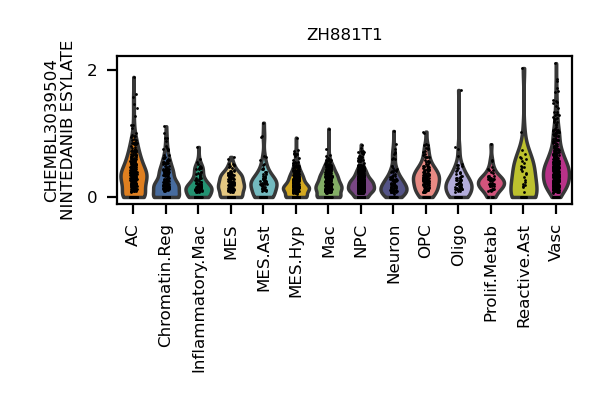 ZH881T1
CHEMBL3039504
NINTEDANIB ESYLATE
2
0
AC
Chromatin.Reg
Inflammatory.Mac
MES
MES.Ast
MES.Hyp
Mac
NPC
Neuron
OPC
Oligo
Prolif.Metab
Reactive.Ast
Vasc